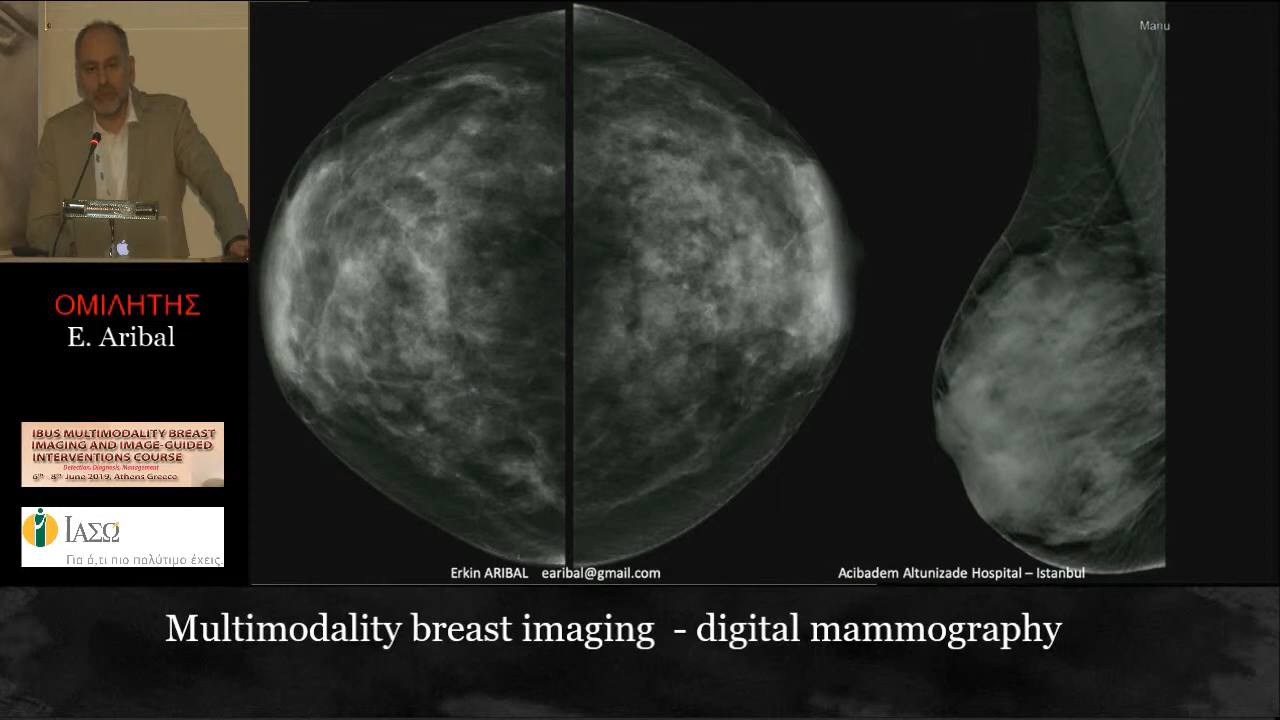 Manu
ΟΜΙΛΗΤΗΣ
E. Aribal
IBUS MULTIMODALITY BREAST
IMAGING AND IMAGE-GUIDED
INTERVENTIONS COURSE
Detection, Diagnosis, Management
6th - 8th June 2019, Athens Greece
ΙΑΣΩ
Για ό,τι πιο πολύτιμο έχεις.
Erkin ARIBAL earibal@gmail.com
Acibadem Altunizade Hospital – Istanbul
Multimodality breast imaging - digital mammography